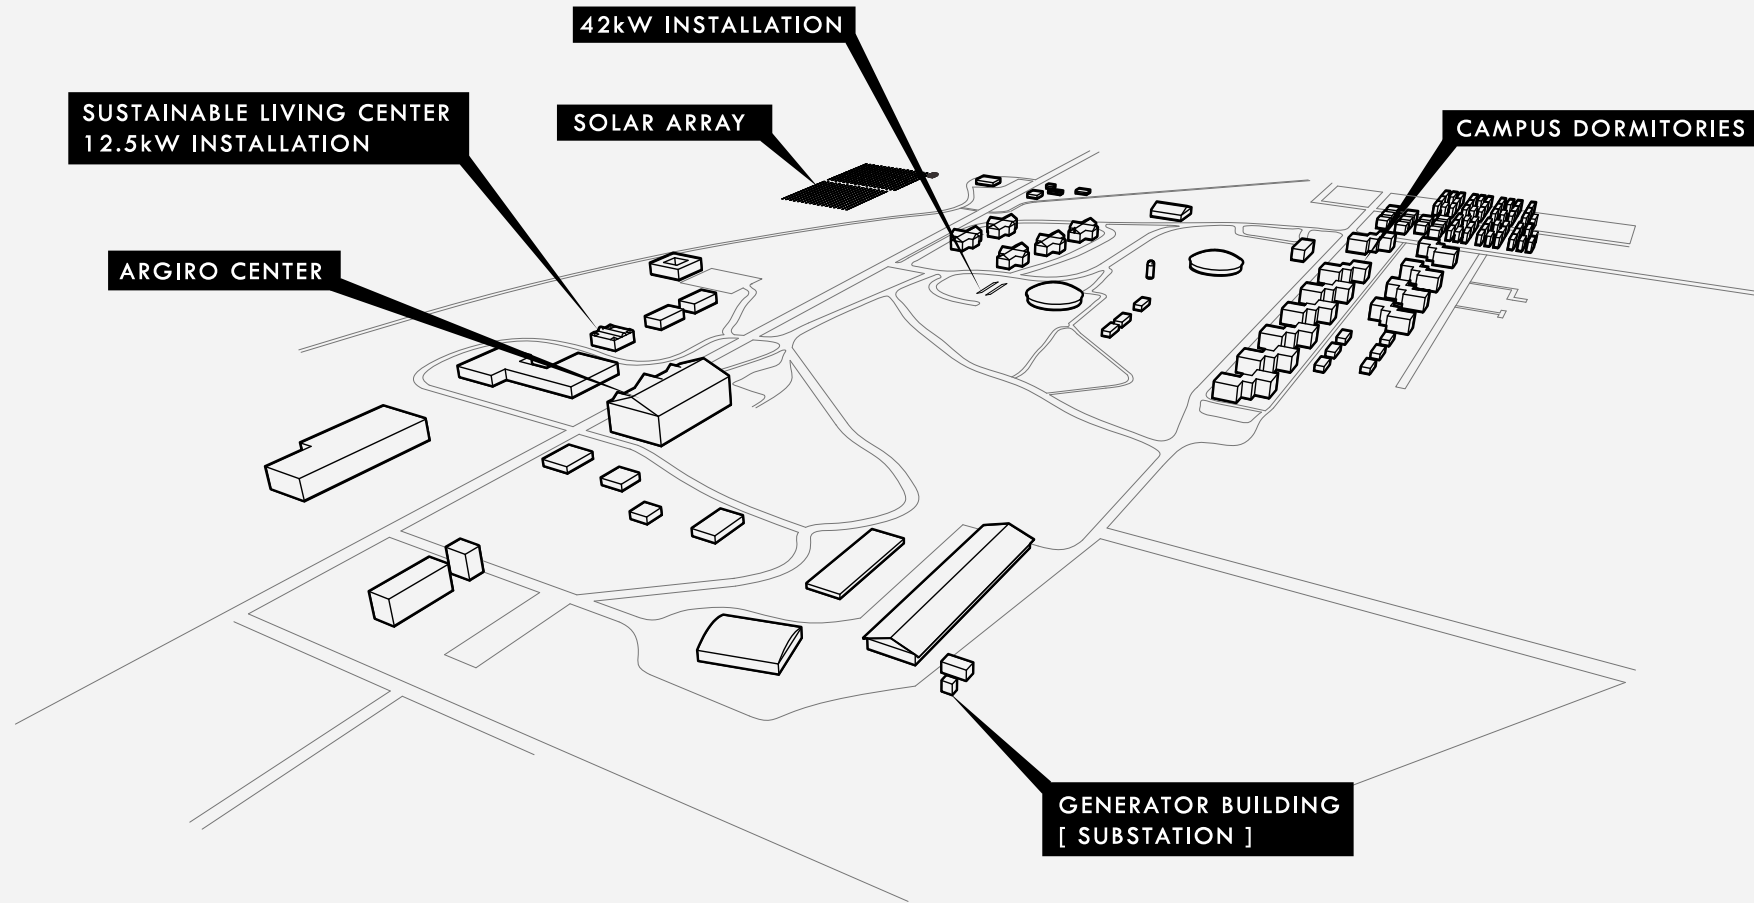 42kW INSTALLATION
SUSTAINABLE LIVING CENTER
12.5kW INSTALLATION
SOLAR ARRAY
CAMPUS DORMITORIES
ARGIRO CENTER
GENERATOR BUILDING
[ SUBSTATION ]